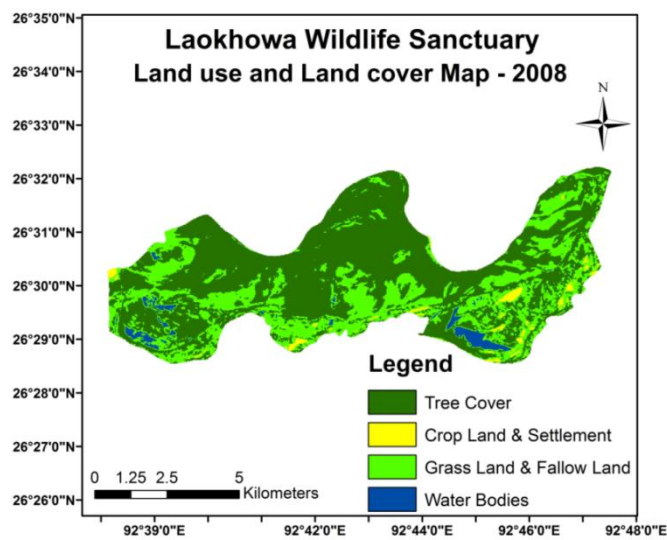 Laokhowa Wildlife Sanctuary
Land use and Land cover Map - 2008
N
26°35'0"N
26°34'0"N
26°33'0"N
26°32'0"N
26°31'0"N
26°30'0"N
26°29'0"N
26°28'0"N
26°27'0"N
26°26'0"N
Legend
Tree Cover
Crop Land & Settlement
Grass Land & Fallow Land
Water Bodies
0 1.25 2.5 5
Kilometers
92°39'0"E 92°42'0"E 92°44'0"E 92°46'0"E 92°48'0"E